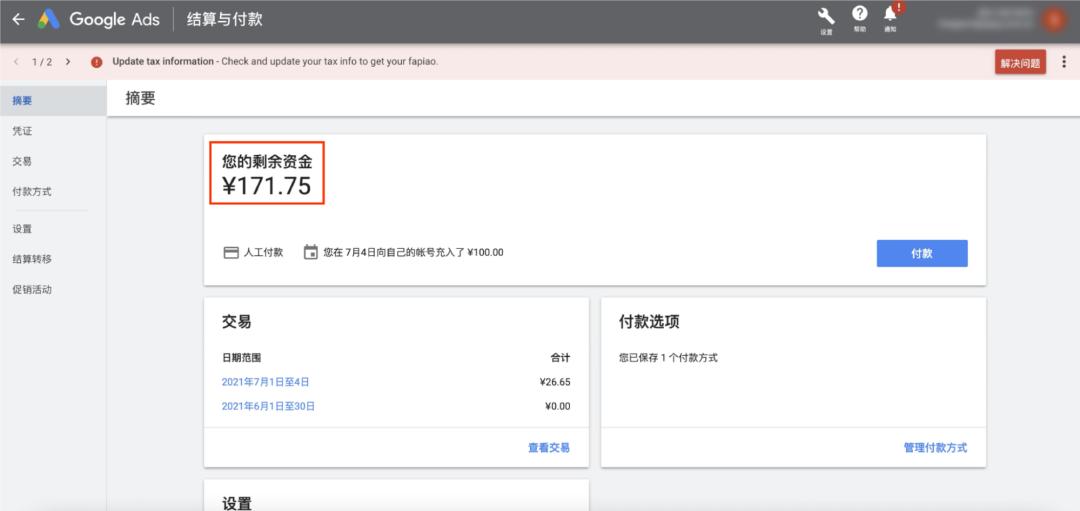 Google Ads
结算与付款
设置
帮助
!
通知
1 / 2
Update tax information - Check and update your tax info to get your fapiao.
解决问题
摘要
凭证
交易
付款方式
设置
结算转移
促销活动
摘要
您的剩余资金
¥171.75
人工付款
您在 7月4日向自己的帐号充入了 ¥100.00
付款
交易
日期范围 合计
2021年7月1日至4日 ¥26.65
2021年6月1日至30日 ¥0.00
查看交易
付款选项
您已保存 1 个付款方式
管理付款方式
设置